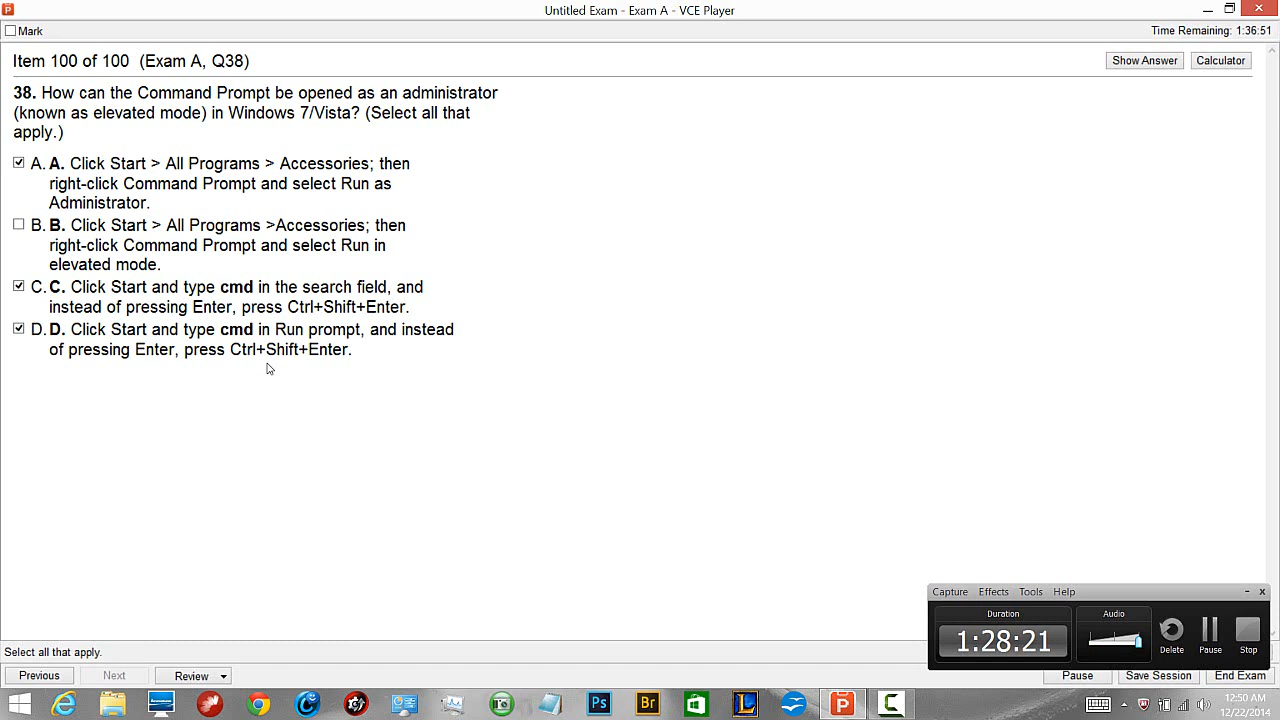 Untitled Exam - Exam A - VCE Player
Mark
Time Remaining: 1:36:51
Item 100 of 100 (Exam A, Q38)
Show Answer
Calculator
38. How can the Command Prompt be opened as an administrator
(known as elevated mode) in Windows 7/Vista? (Select all that
apply.)
A. A. Click Start > All Programs > Accessories; then
right-click Command Prompt and select Run as
Administrator.
B. B. Click Start > All Programs >Accessories; then
right-click Command Prompt and select Run in
elevated mode.
C. C. Click Start and type cmd in the search field, and
instead of pressing Enter, press Ctrl+Shift+Enter.
D. D. Click Start and type cmd in Run prompt, and instead
of pressing Enter, press Ctrl+Shift+Enter.
Capture Effects Tools Help
Duration
Audio
1:28:21
Delete
Pause
Stop
Select all that apply.
Previous
Next
Review
Pause
Save Session
End Exam
Ps
Br
12:50 AM
12/22/2014